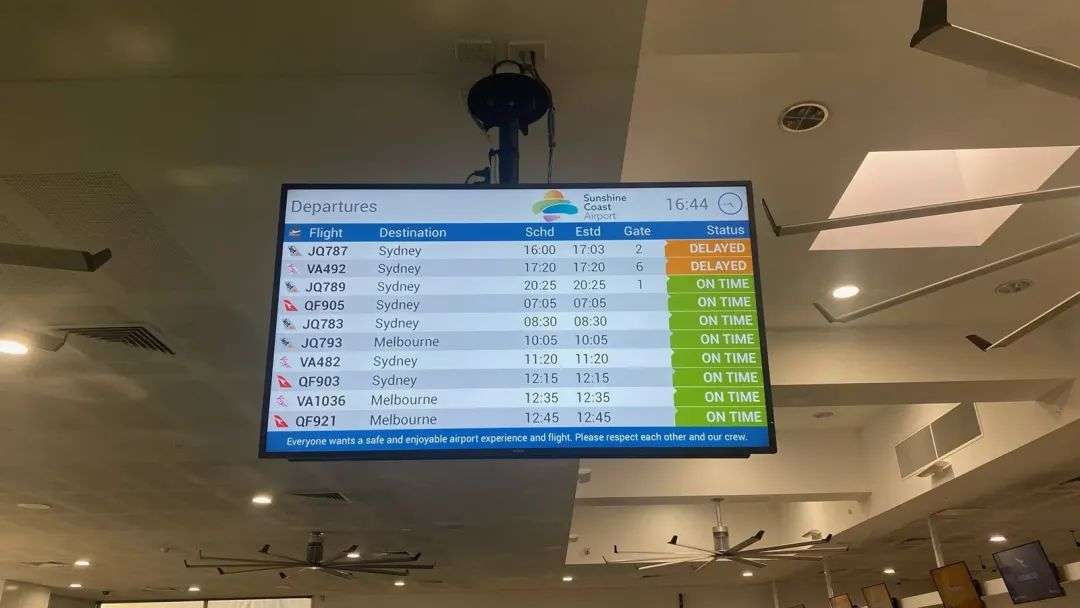 Departures
Sunshine
Coast
Airport
16:44
Flight Destination Schd Estd Gate Status
JQ787 Sydney 16:00 17:03 2 DELAYED
VA492 Sydney 17:20 17:20 6 DELAYED
JQ789 Sydney 20:25 20:25 1 ON TIME
QF905 Sydney 07:05 07:05 ON TIME
JQ783 Sydney 08:30 08:30 ON TIME
JQ793 Melbourne 10:05 10:05 ON TIME
VA482 Sydney 11:20 11:20 ON TIME
QF903 Sydney 12:15 12:15 ON TIME
VA1036 Melbourne 12:35 12:35 ON TIME
QF921 Melbourne 12:45 12:45 ON TIME
Everyone wants a safe and enjoyable airport experience and flight. Please respect each other and our crew.